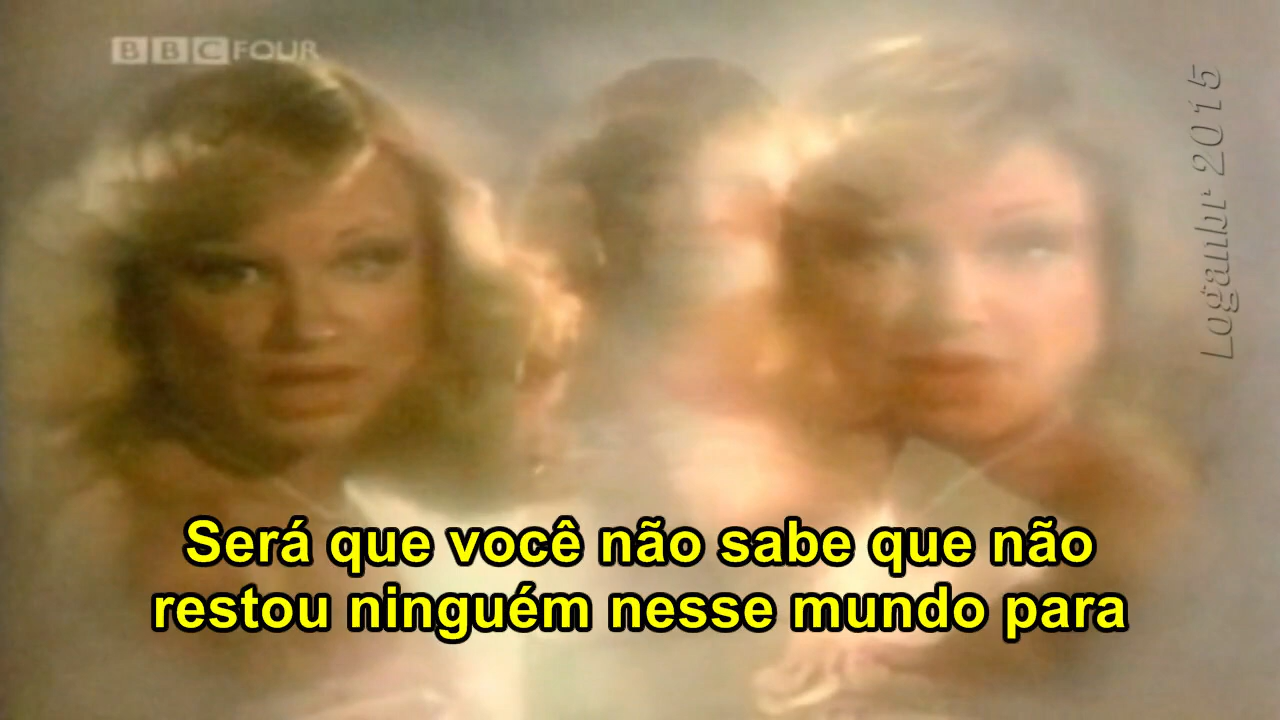 BBC FOUR
Loganbr 2015
Será que você não sabe que não
restou ninguém nesse mundo para